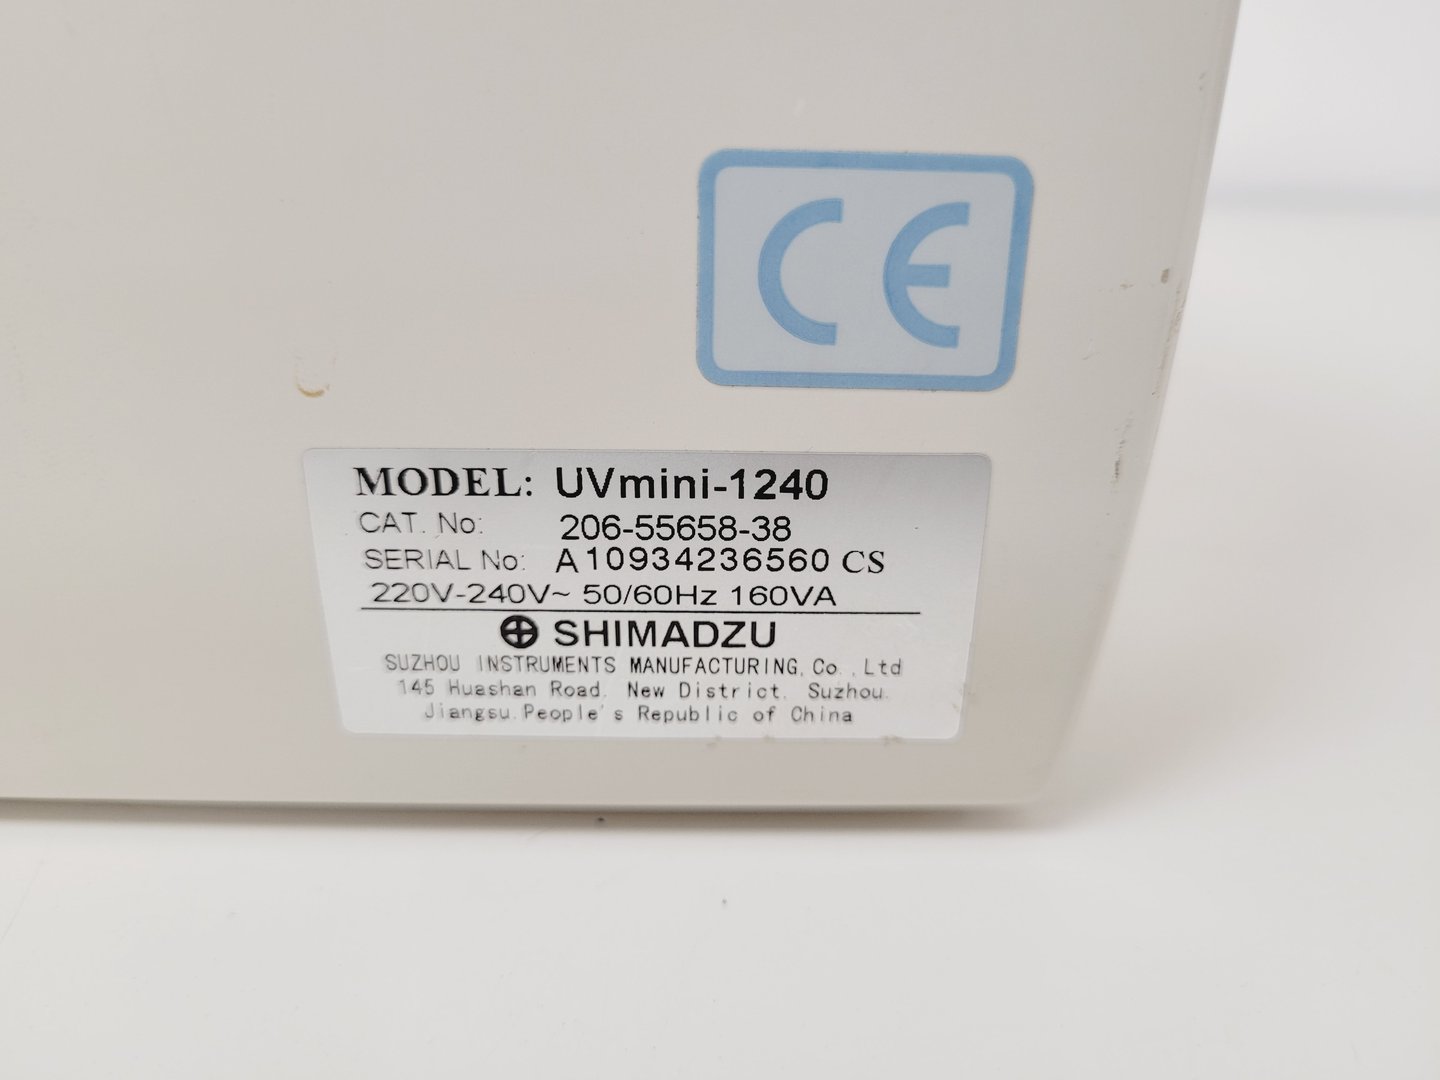 CE
MODEL: UVmini-1240
CAT. No: 206-55658-38
SERIAL No: A10934236560 CS
220V-240V~ 50/60Hz 160VA
SHIMADZU
SUZHOU INSTRUMENTS MANUFACTURING, Co., Ltd
145 Huashan Road. New District. Suzhou.
Jiangsu.People's Republic of China